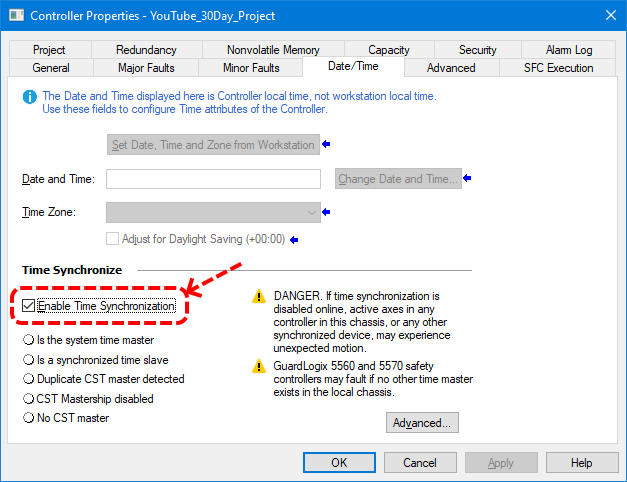 Controller Properties - YouTube_30Day_Project
Project Redundancy Nonvolatile Memory Capacity Security Alarm Log
General Major Faults Minor Faults Date/Time Advanced SFC Execution
The Date and Time displayed here is Controller local time, not workstation local time.
Use these fields to configure Time attributes of the Controller.
Set Date, Time and Zone from Workstation
Date and Time:
Change Date and Time...
Time Zone:
Adjust for Daylight Saving (+00:00)
Time Synchronize
Enable Time Synchronization
Is the system time master
Is a synchronized time slave
Duplicate CST master detected
CST Mastership disabled
No CST master
DANGER. If time synchronization is
disabled online, active axes in any
controller in this chassis, or any other
synchronized device, may experience
unexpected motion.
GuardLogix 5560 and 5570 safety
controllers may fault if no other time master
exists in the local chassis.
Advanced...
OK Cancel Apply Help